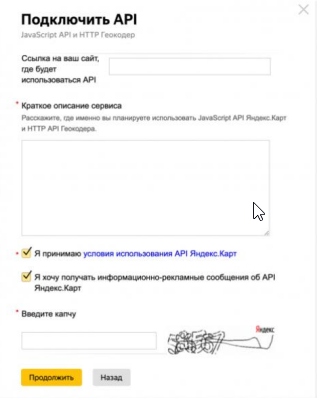 Подключить API
JavaScript API и HTTP Геокодер
Ссылка на ваш сайт,
где будет
использоваться API
* Краткое описание сервиса
Расскажите, где именно вы планируете использовать JavaScript API Яндекс.Карт
и HTTP API Геокодера.
* Я принимаю условия использования API Яндекс.Карт
Я хочу получать информационно-рекламные сообщения об API
Яндекс.Карт
* Введите капчу
Яндекс
Продолжить Назад